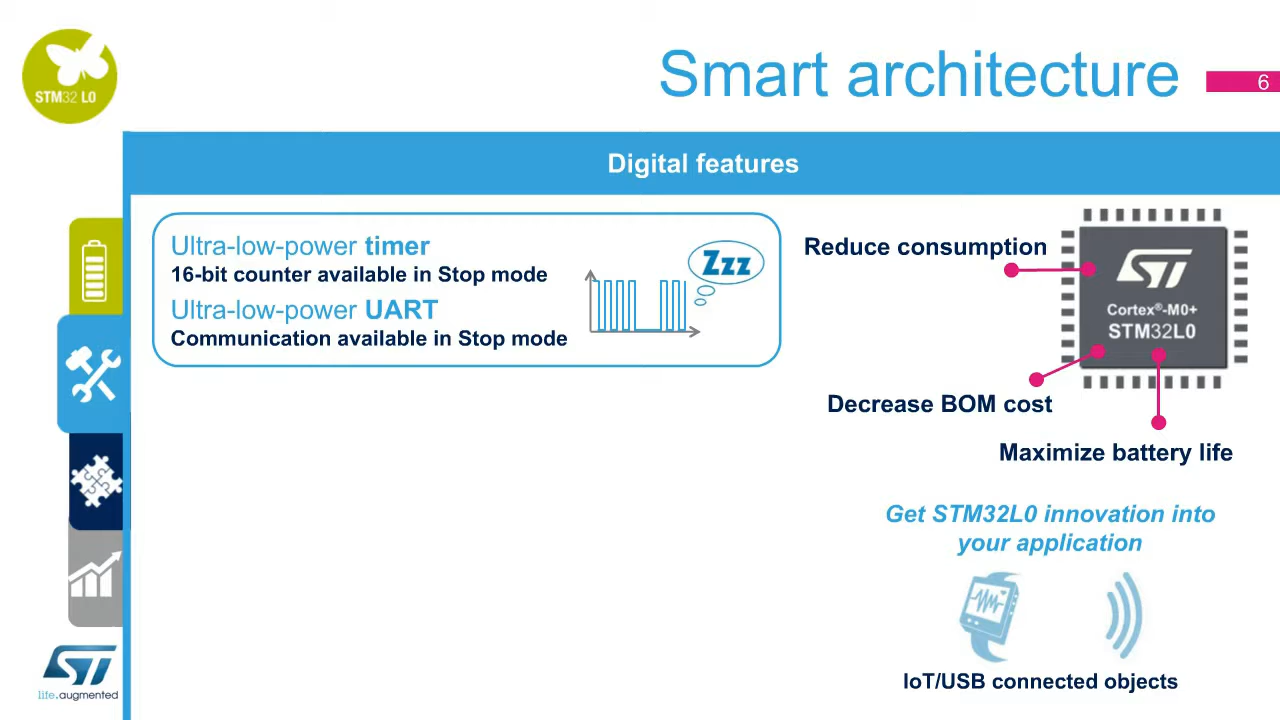 STM32 L0
Smart architecture
6
Digital features
Ultra-low-power timer
16-bit counter available in Stop mode
Ultra-low-power UART
Communication available in Stop mode
Zzz
Reduce consumption
ST
Cortex®-M0+
STM32L0
Decrease BOM cost
Maximize battery life
Get STM32L0 innovation into
your application
IoT/USB connected objects
ST
life.augmented